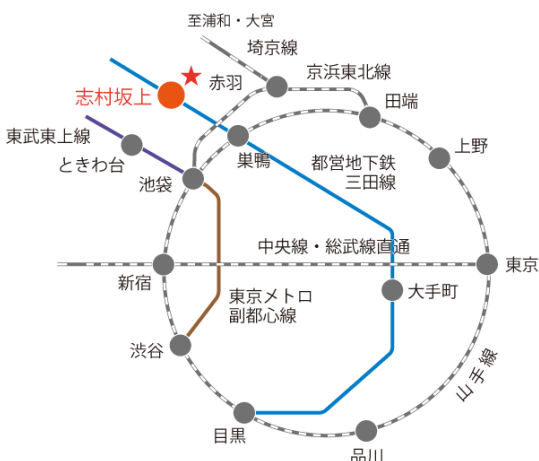 至浦和・大宮
埼京線
京浜東北線
赤羽
志村坂上
田端
東武東上線
上野
巣鴨
ときわ台
都営地下鉄
三田線
池袋
中央線・総武線直通
新宿
東京
東京メトロ
副都心線
大手町
渋谷
山手線
目黒
品川